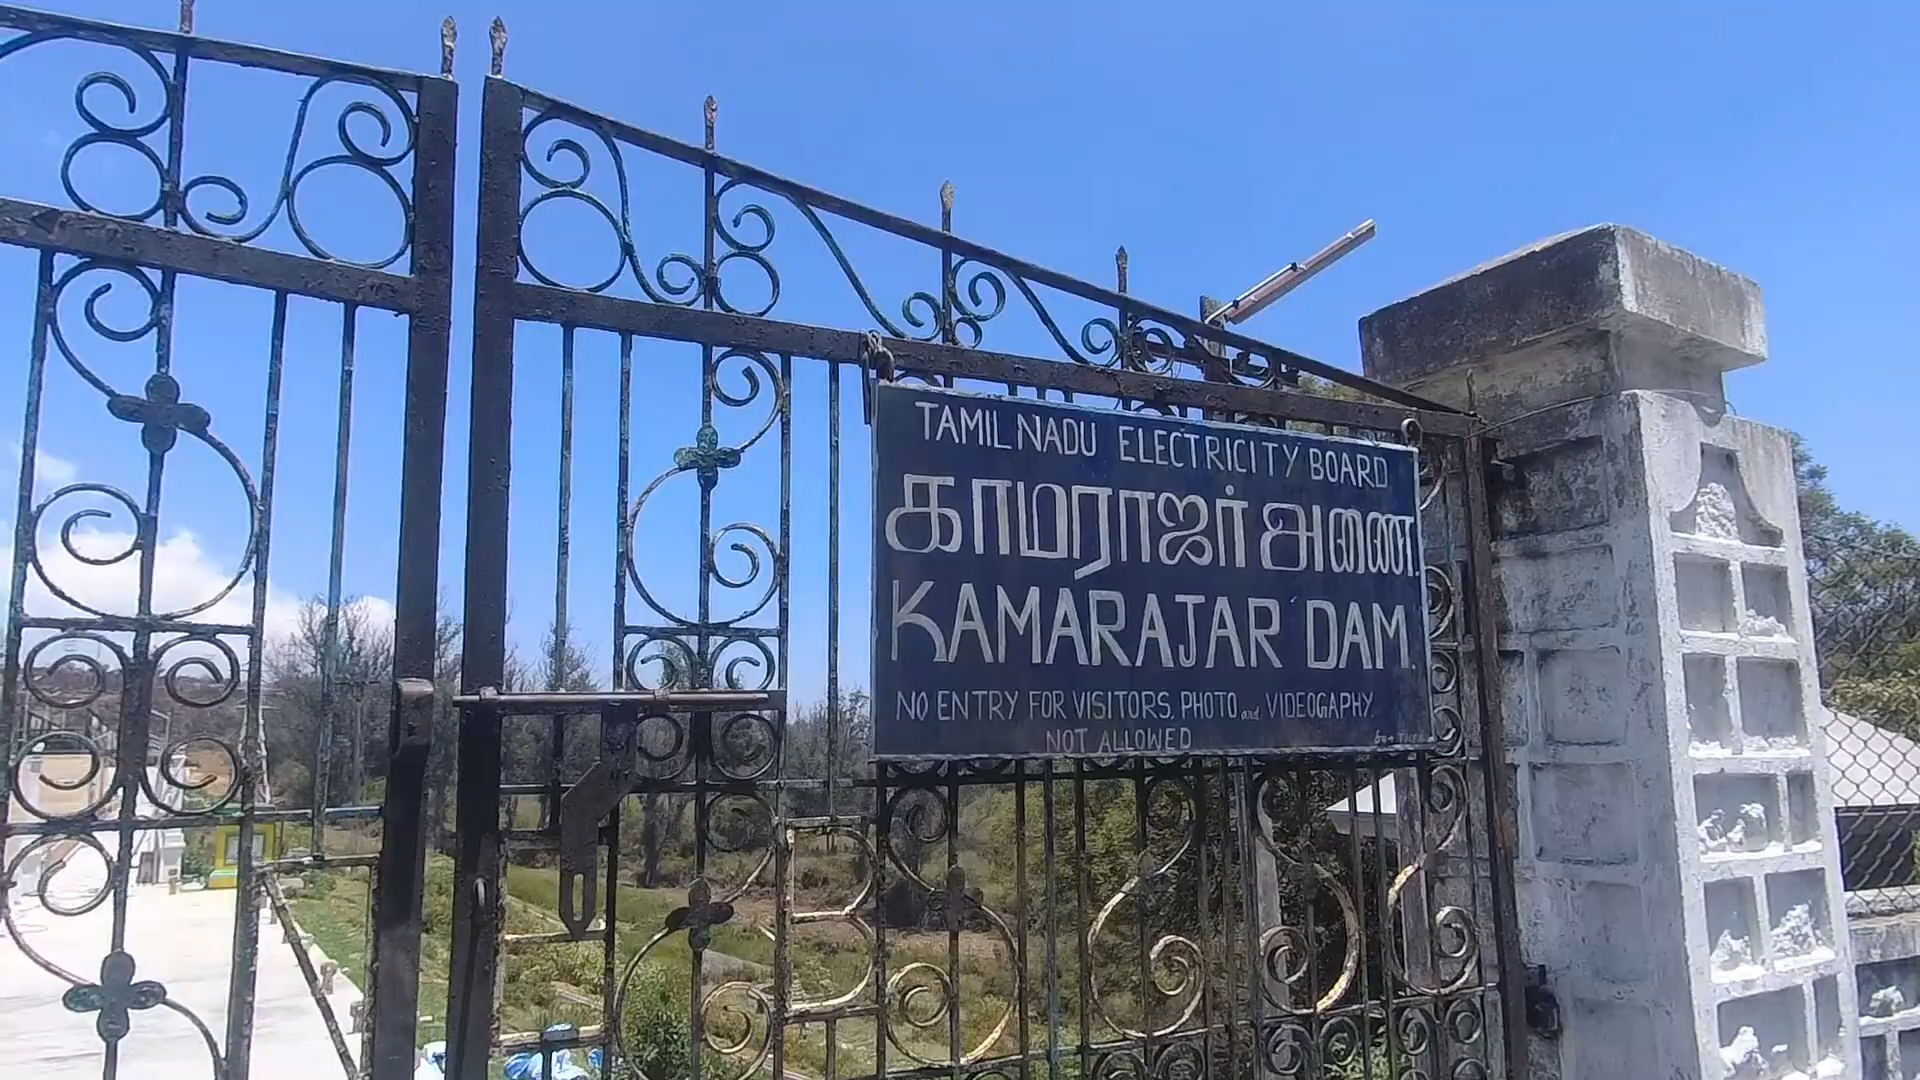 TAMIL NADU ELECTRICITY BOARD
காமராஜர் அணை.
KAMARAJAR DAM.
NO ENTRY FOR VISITORS. PHOTO and VIDEOGAPHY.
NOT ALLOWED